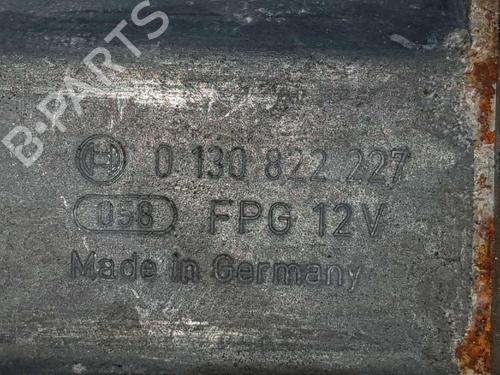 B-PARTS
0 130 822 227
058 FPG 12V
Made in Germany